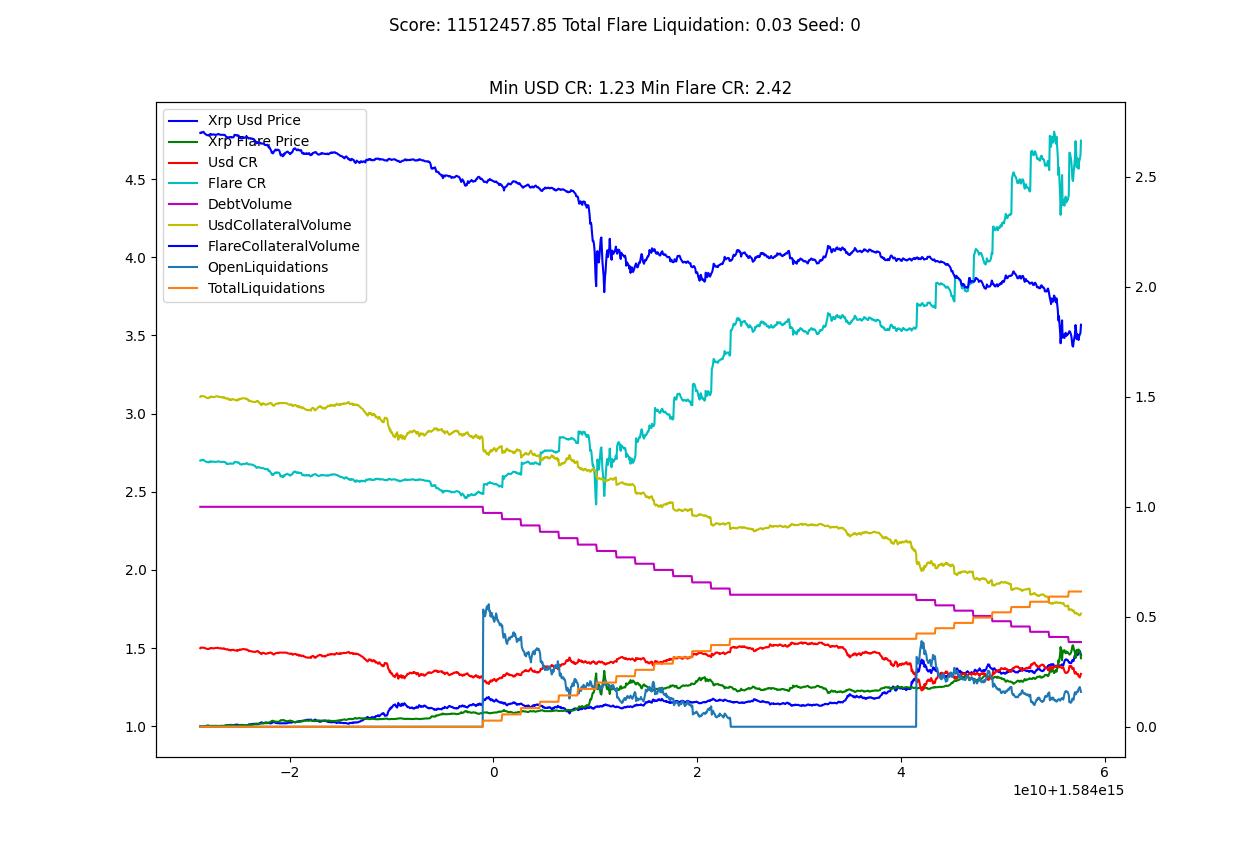 Score: 11512457.85 Total Flare Liquidation: 0.03 Seed: 0
Min USD CR: 1.23 Min Flare CR: 2.42
Xrp Usd Price
Xrp Flare Price
Usd CR
Flare CR
DebtVolume
UsdCollateralVolume
FlareCollateralVolume
OpenLiquidations
TotalLiquidations
4.5
4.0
3.5
3.0
2.5
2.0
1.5
1.0
2.5
2.0
1.5
1.0
0.5
0.0
−2
0
2
4
6
1e10+1.584e15